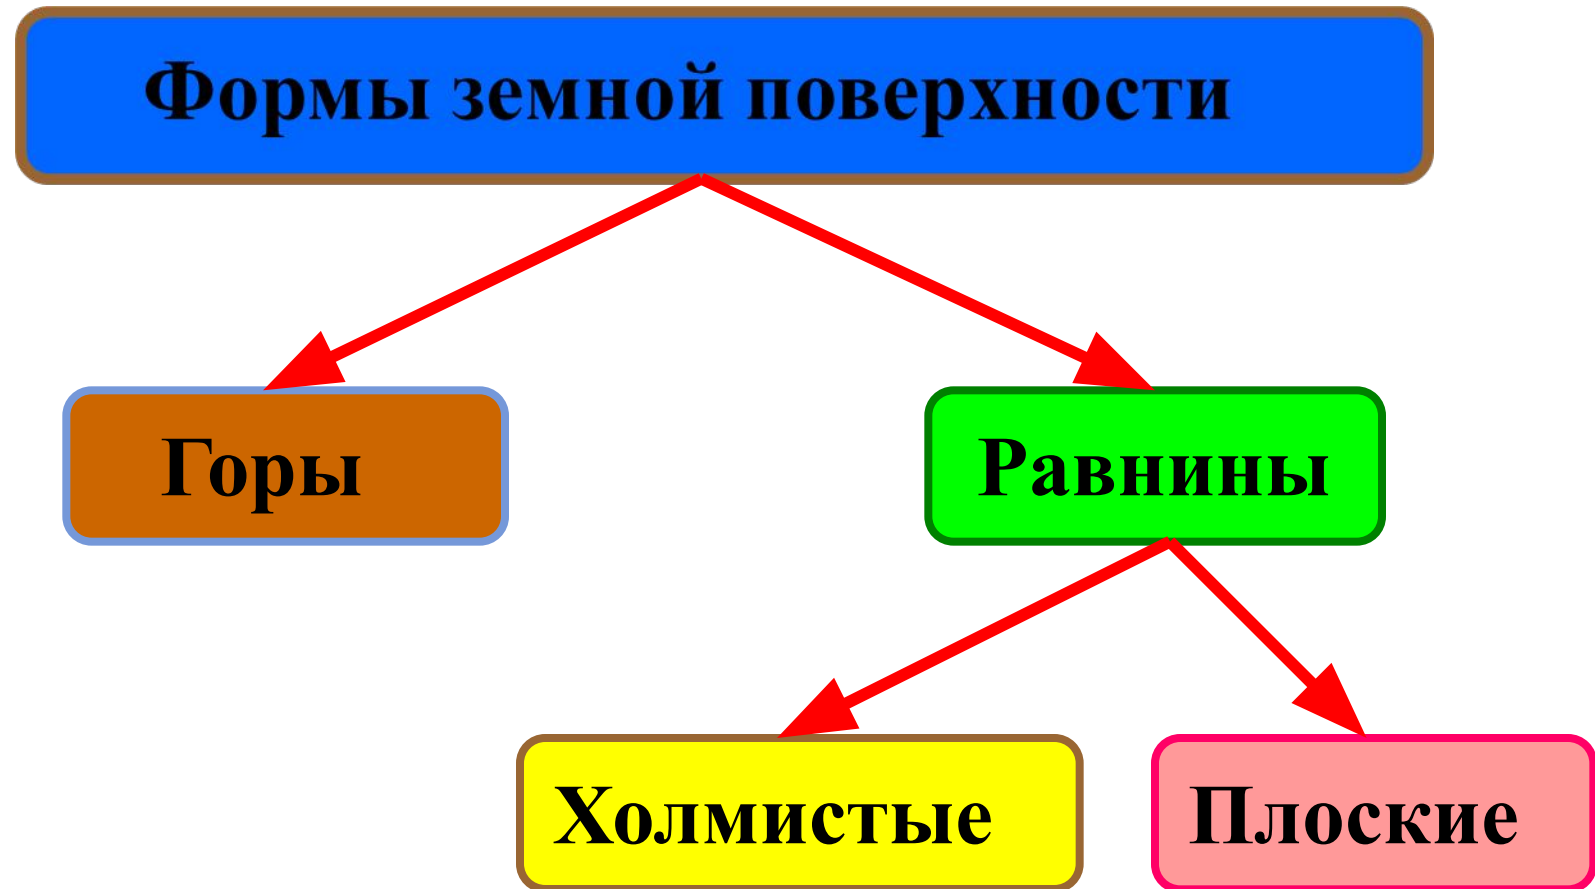 Формы земной поверхности
Горы
Равнины
Холмистые
Плоские